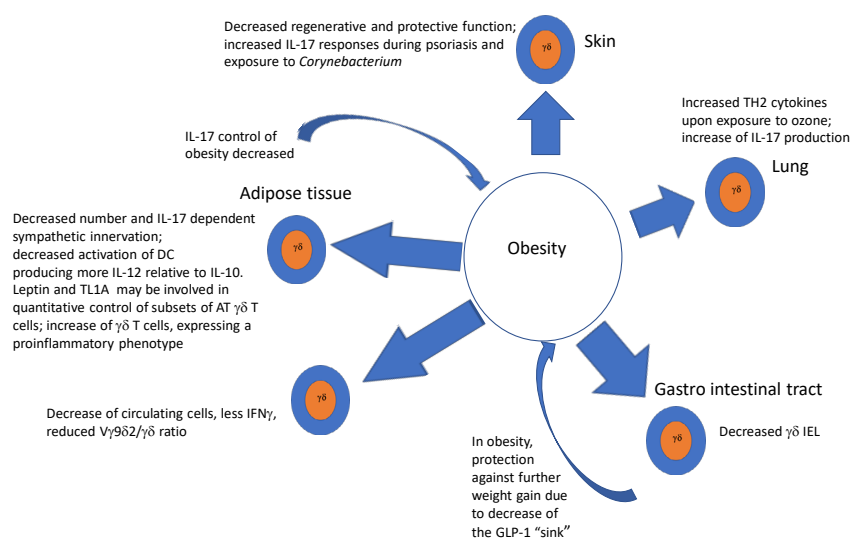 Decreased regenerative and protective function;
increased IL-17 responses during psoriasis and
exposure to Corynebacterium
γδ
Skin
Increased TH2 cytokines
upon exposure to ozone;
increase of IL-17 production
Lung
γδ
IL-17 control of
obesity decreased
Adipose tissue
Decreased number and IL-17 dependent
sympathetic innervation;
decreased activation of DC
producing more IL-12 relative to IL-10.
Leptin and TL1A may be involved in
quantitative control of subsets of AT γδ T
cells; increase of γδ T cells, expressing a
proinflammatory phenotype
γδ
Obesity
Decrease of circulating cells, less IFNγ,
reduced Vγ9δ2/γδ ratio
γδ
Gastro intestinal tract
γδ
Decreased γδ IEL
In obesity,
protection
against further
weight gain due
to decrease of
the GLP-1 “sink”